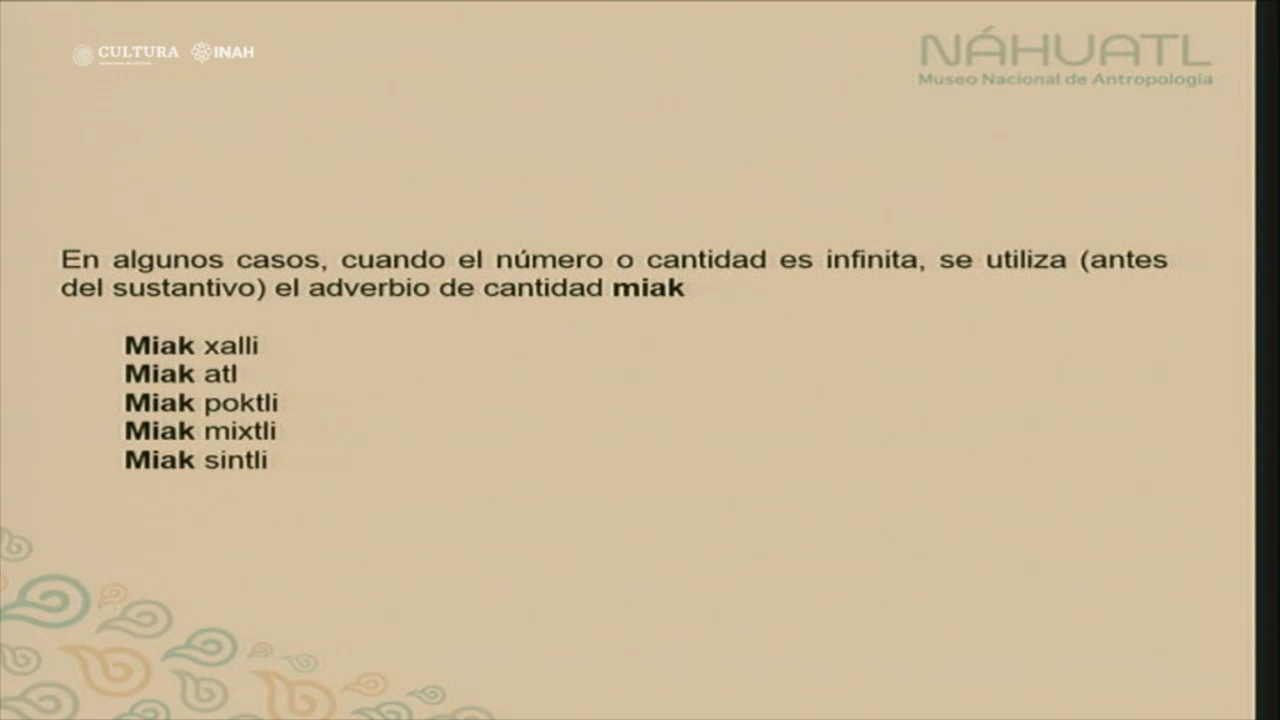 CULTURA INAH
NÁHUATL
Museo Nacional de Antropología
En algunos casos, cuando el número o cantidad es infinita, se utiliza (antes
del sustantivo) el adverbio de cantidad miak
Miak xalli
Miak atl
Miak poktli
Miak mixtli
Miak sintli